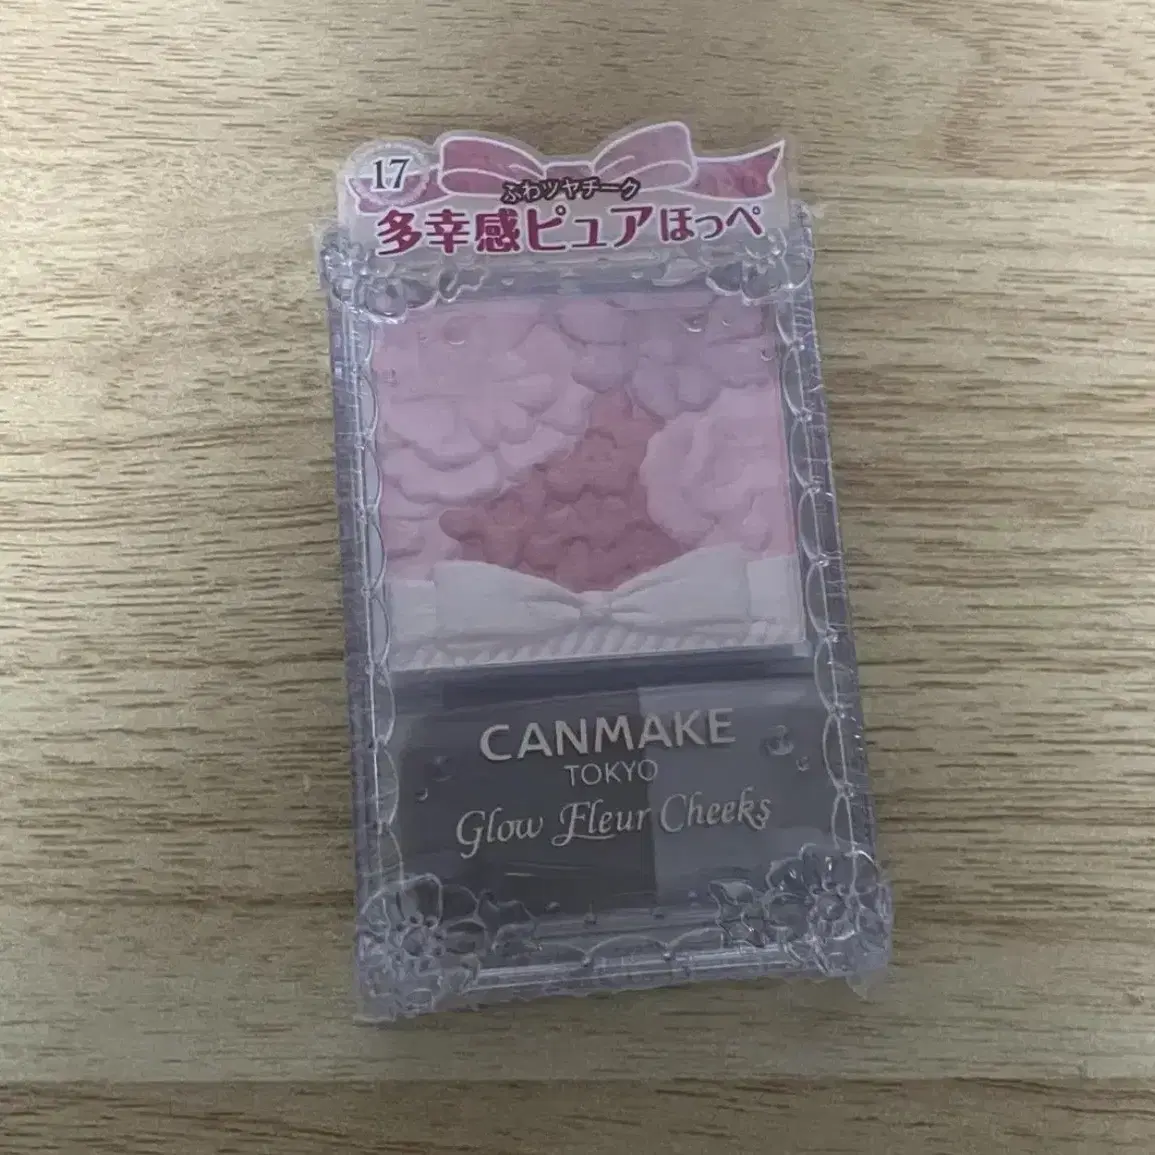 17
ふわツヤチーク
多幸感ピュアほっぺ
CANMAKE
TOKYO
Glow Fleur Cheeks